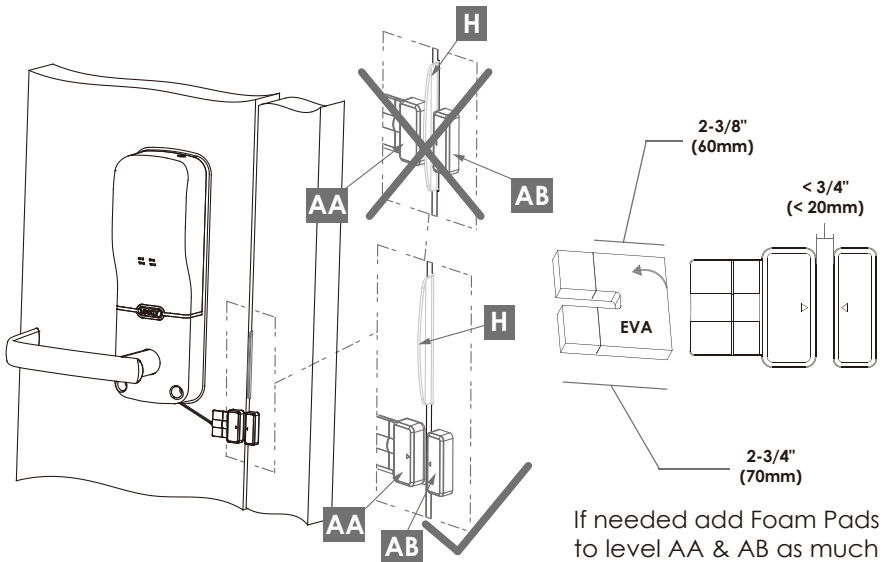 H
AA
AB
H
AA
AB
2-3/8"
(60mm)
< 3/4"
(< 20mm)
EVA
2-3/4"
(70mm)
If needed add Foam Pads
to level AA & AB as much